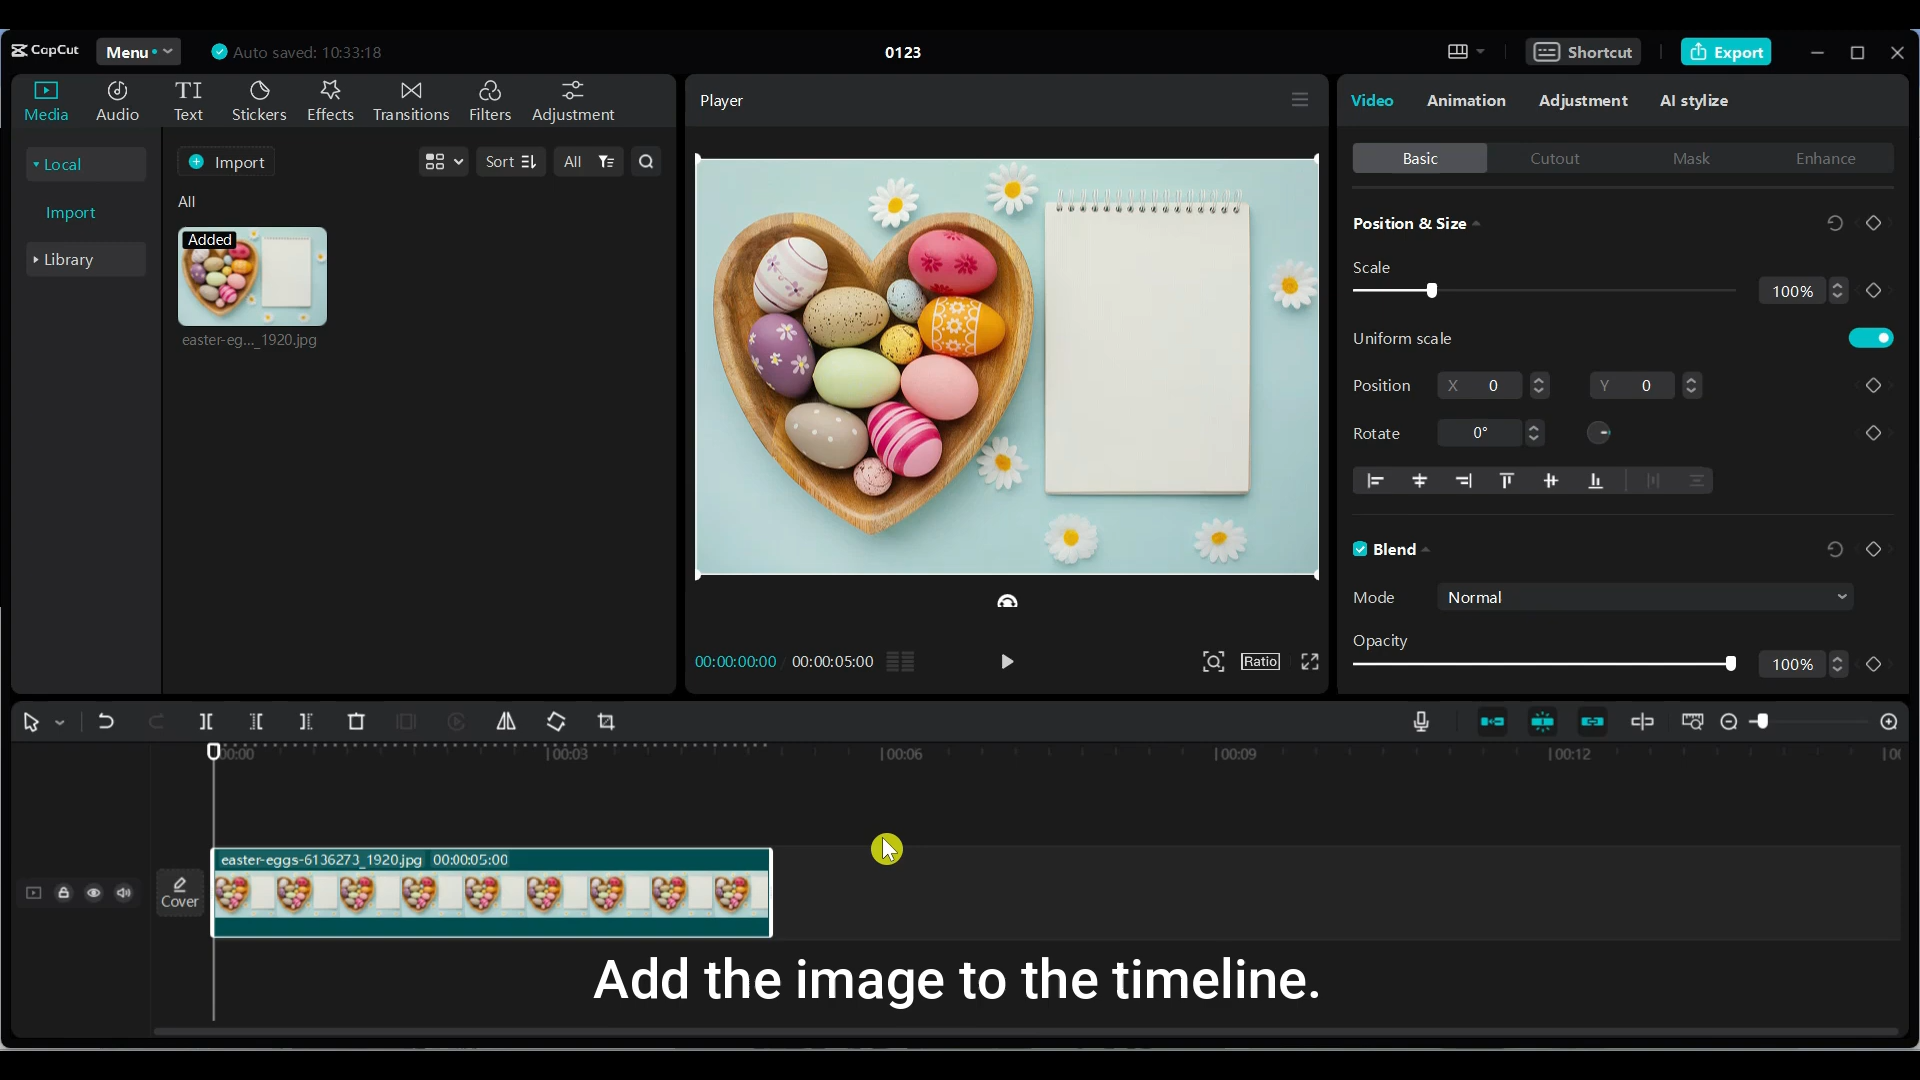 CapCut
Menu
Auto saved: 10:33:18
0123
Shortcut
Export
Media
Audio
Text
Stickers
Effects
Transitions
Filters
Adjustment
Player
Video
Animation
Adjustment
AI stylize
Local
Import
Library
Import
Sort
All
All
Added
easter-eg..._1920.jpg
Basic
Cutout
Mask
Enhance
Position & Size
Scale
100%
Uniform scale
Position
X 0
Y 0
Rotate
0°
Blend
Mode
Normal
Opacity
100%
00:00:00:00
00:00:05:00
Ratio
00:00
00:03
00:06
00:09
00:12
easter-eggs-6136273_1920.jpg 00:00:05:00
Cover
Add the image to the timeline.